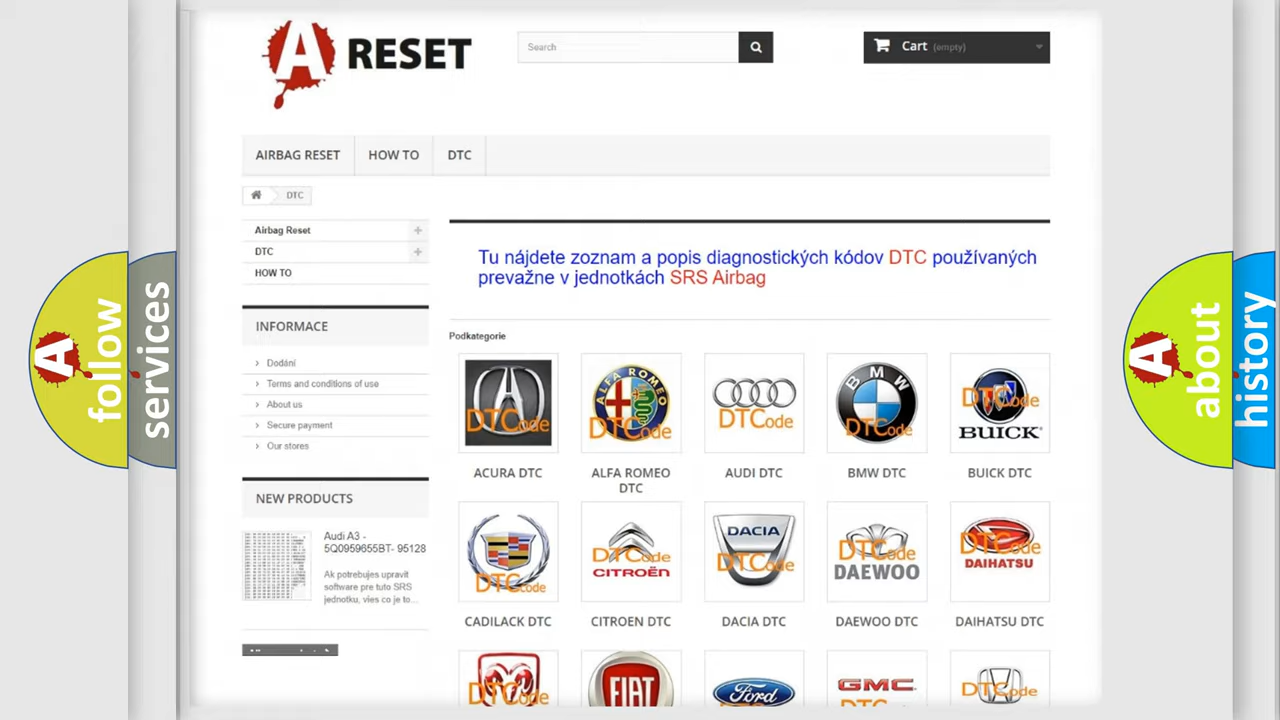 A RESET
Search
Cart (empty)
AIRBAG RESET
HOW TO
DTC
DTC
Airbag Reset
DTC
HOW TO
INFORMACE
Dodání
Terms and conditions of use
About us
Secure payment
Our stores
NEW PRODUCTS
Audi A3 -
5Q0959655BT- 95128
Ak potrebujes upravit
software pre tuto SRS
jednotku, vies co je to...
Tu nájdete zoznam a popis diagnostických kódov DTC používaných
prevažne v jednotkách SRS Airbag
Podkategorie
DTCode
ALFA ROMEO
DTCode
DTCode
BMW
DTCode
DTCode
BUICK
ACURA DTC
ALFA ROMEO
DTC
AUDI DTC
BMW DTC
BUICK DTC
DTCode
DTCode
CITROËN
DACIA
DTCode
DTCode
DAEWOO
DTCode
DAIHATSU
CADILACK DTC
CITROEN DTC
DACIA DTC
DAEWOO DTC
DAIHATSU DTC
DTCode
FIAT
Ford
GMC
DTCode
A follow
services
A about
history